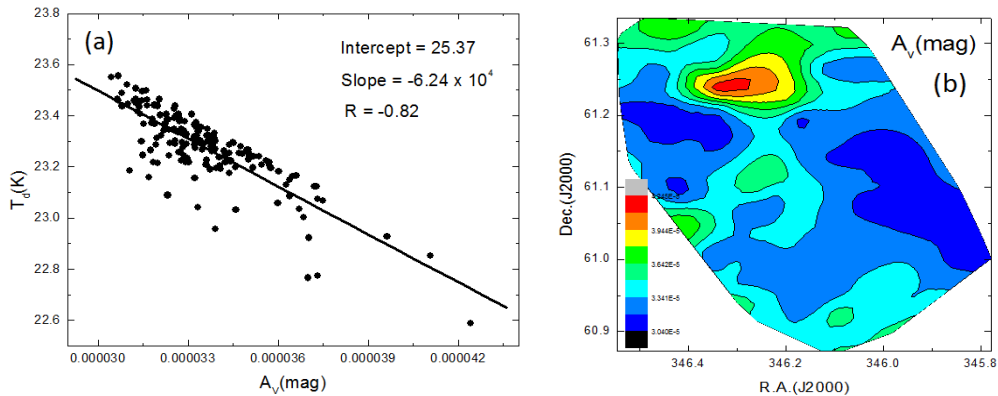 (a)
Intercept = 25.37
Slope = -6.24 x 10⁴
R = -0.82
23.8
23.6
23.4
23.2
23.0
22.8
22.6
T_d(K)
0.000030
0.000033
0.000036
0.000039
0.000042
A_V(mag)
A_V(mag)
(b)
61.3
61.2
61.1
61.0
60.9
Dec.(J2000)
3.944E-5
3.642E-5
3.341E-5
3.040E-5
346.4
346.2
346.0
345.8
R.A.(J2000)